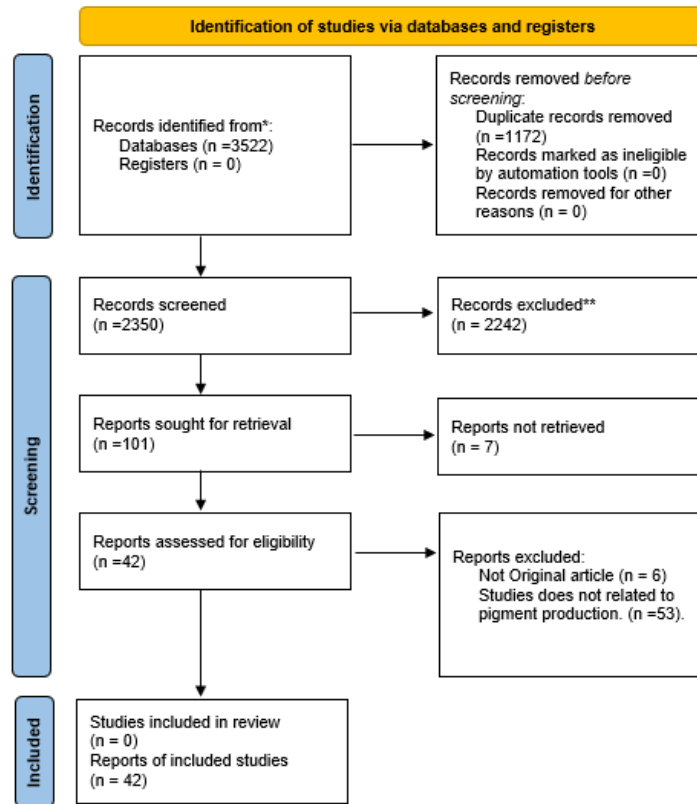 Identification of studies via databases and registers
Identification
Records identified from*:
Databases (n =3522)
Registers (n = 0)
Records removed before
screening:
Duplicate records removed
(n =1172)
Records marked as ineligible
by automation tools (n =0)
Records removed for other
reasons (n = 0)
Screening
Records screened
(n =2350)
Records excluded**
(n = 2242)
Reports sought for retrieval
(n =101)
Reports not retrieved
(n = 7)
Reports assessed for eligibility
(n =42)
Reports excluded:
Not Original article (n = 6)
Studies does not related to
pigment production. (n =53).
Included
Studies included in review
(n = 0)
Reports of included studies
(n = 42)